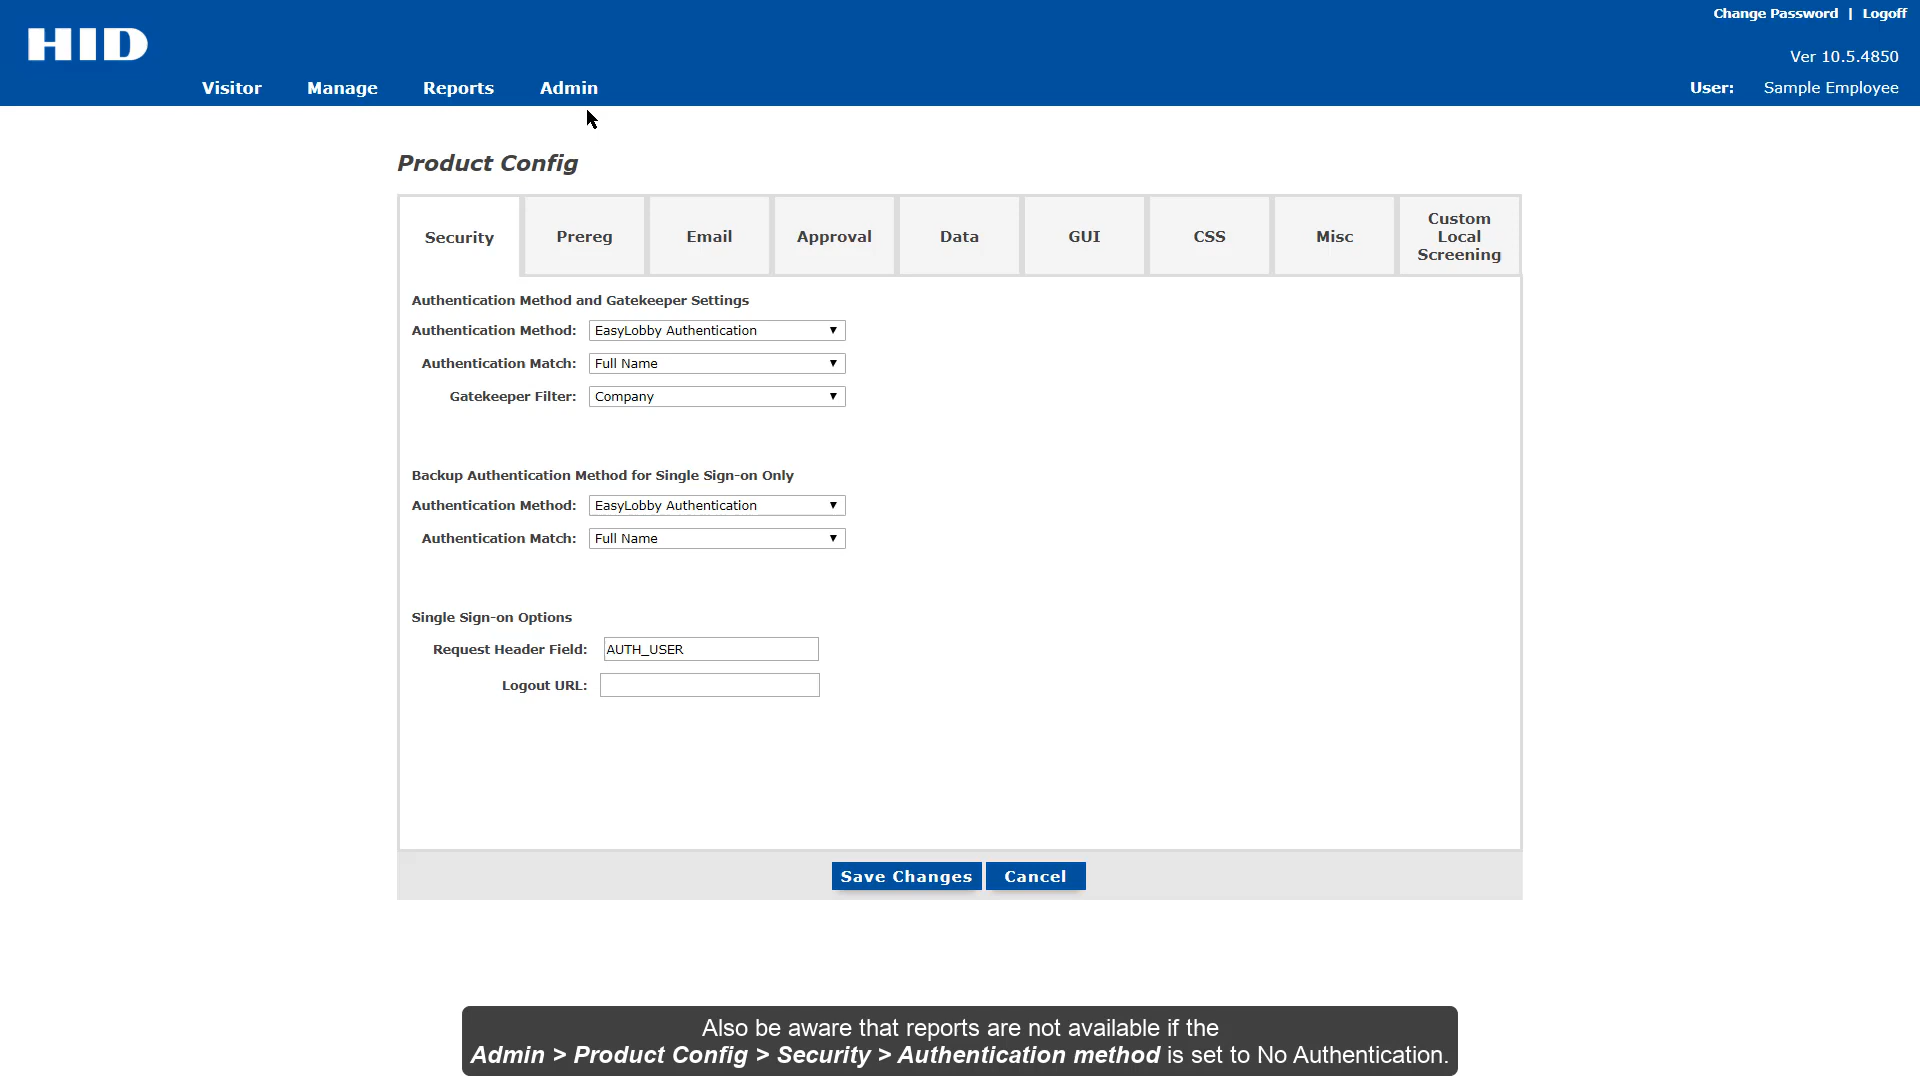 Change Password | Logoff
HID
Ver 10.5.4850
Visitor Manage Reports Admin User: Sample Employee
Product Config
Security Prereg Email Approval Data GUI CSS Misc Custom
Local
Screening
Authentication Method and Gatekeeper Settings
Authentication Method: EasyLobby Authentication
Authentication Match: Full Name
Gatekeeper Filter: Company
Backup Authentication Method for Single Sign-on Only
Authentication Method: EasyLobby Authentication
Authentication Match: Full Name
Single Sign-on Options
Request Header Field: AUTH_USER
Logout URL:
Save Changes Cancel
Also be aware that reports are not available if the
Admin > Product Config > Security > Authentication method is set to No Authentication.